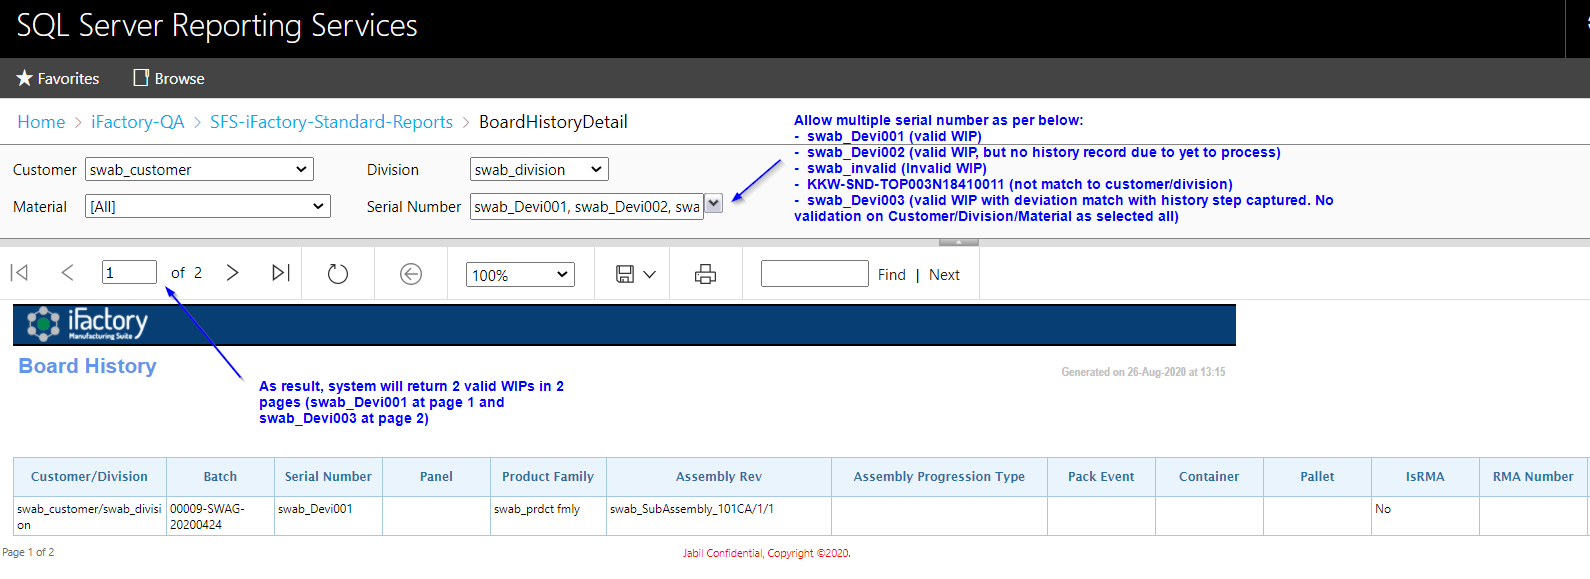 SQL Server Reporting Services
Favorites Browse
Home > iFactory-QA > SFS-iFactory-Standard-Reports > BoardHistoryDetail
Allow multiple serial number as per below:
- swab_Devi001 (valid WIP)
- swab_Devi002 (valid WIP, but no history record due to yet to process)
- swab_invalid (Invalid WIP)
- KKW-SND-TOP003N18410011 (not match to customer/division)
- swab_Devi003 (valid WIP with deviation match with history step captured. No
validation on Customer/Division/Material as selected all)
Customer swab_customer Division swab_division
Material [All] Serial Number swab_Devi001, swab_Devi002, swa
1 of 2 100% Find | Next
iFactory
Manufacturing Suite
Board History
Generated on 26-Aug-2020 at 13:15
As result, system will return 2 valid WIPs in 2
pages (swab_Devi001 at page 1 and
swab_Devi003 at page 2)
Customer/Division Batch Serial Number Panel Product Family Assembly Rev Assembly Progression Type Pack Event Container Pallet IsRMA RMA Number
swab_customer/swab_divisi 00009-SWAG- swab_Devi001 swab_prdct fmly swab_SubAssembly_101CA/1/1 No
on 20200424
Page 1 of 2
Jabil Confidential, Copyright ©2020.